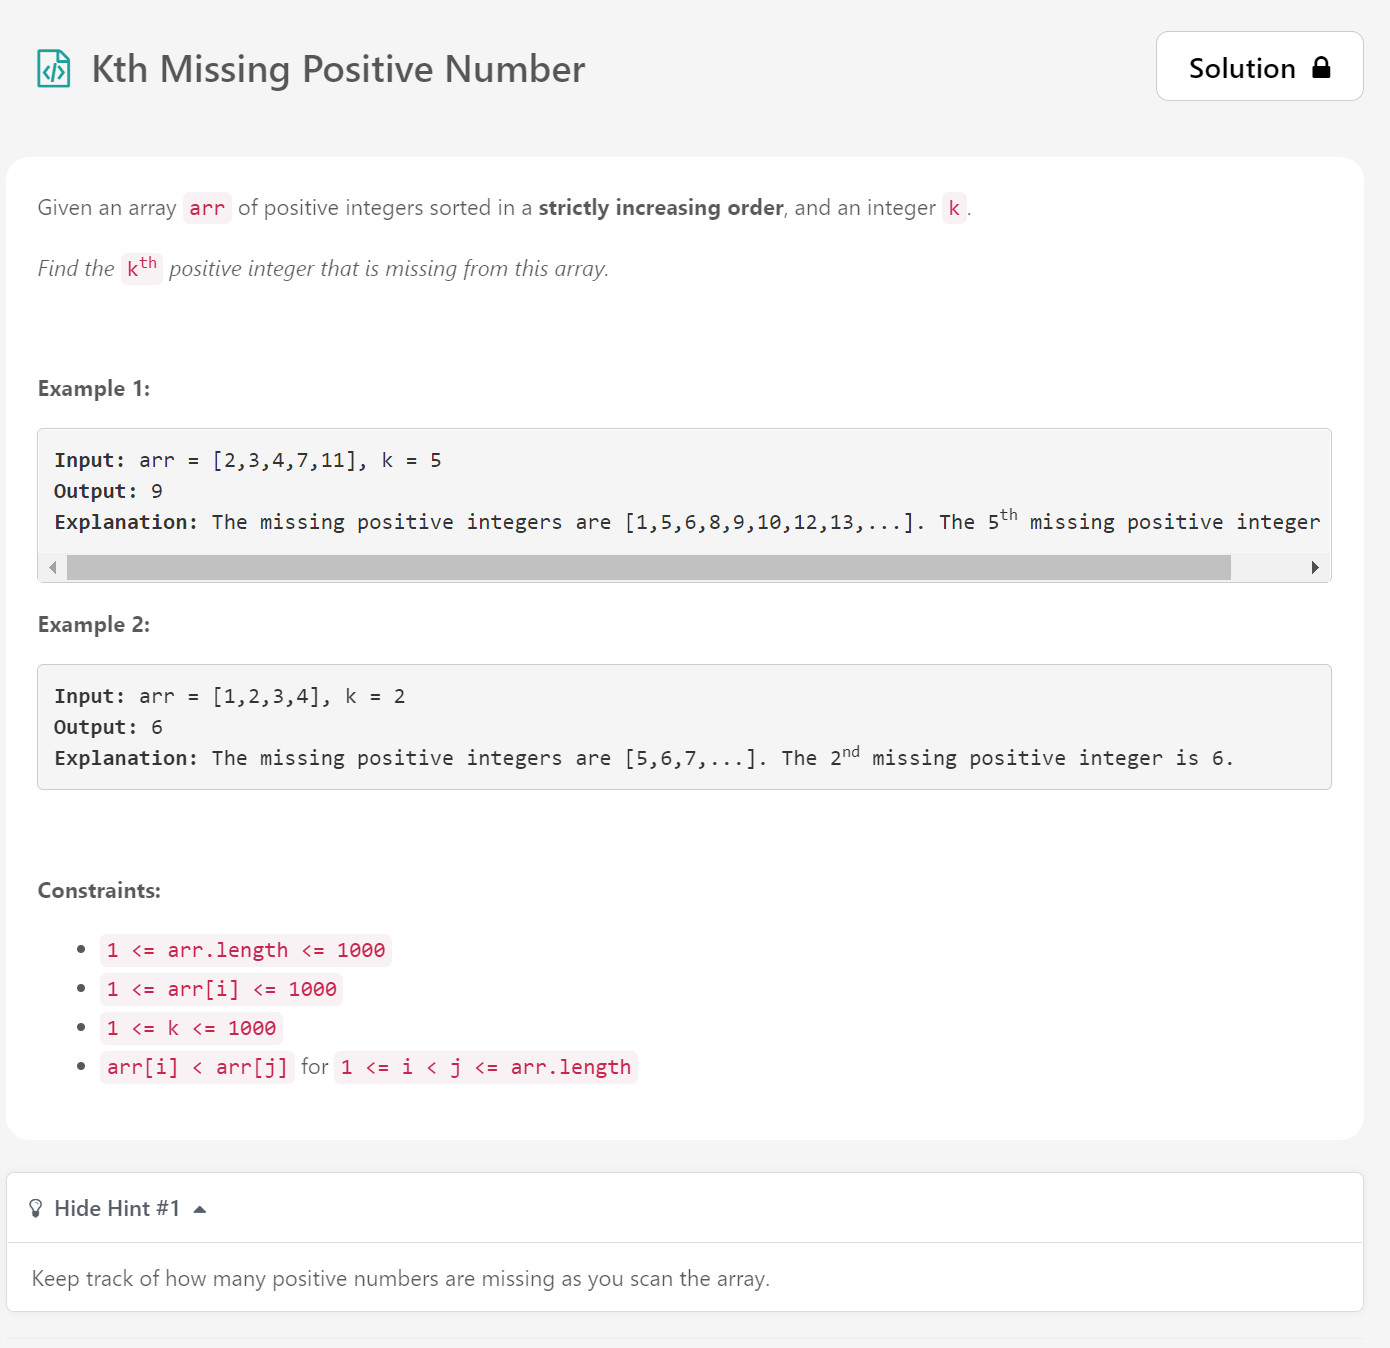 Kth Missing Positive Number
Solution
Given an array arr of positive integers sorted in a strictly increasing order, and an integer k.
Find the kth positive integer that is missing from this array.
Example 1:
Input: arr = [2,3,4,7,11], k = 5
Output: 9
Explanation: The missing positive integers are [1,5,6,8,9,10,12,13,...]. The 5th missing positive integer
Example 2:
Input: arr = [1,2,3,4], k = 2
Output: 6
Explanation: The missing positive integers are [5,6,7,...]. The 2nd missing positive integer is 6.
Constraints:
1 <= arr.length <= 1000
1 <= arr[i] <= 1000
1 <= k <= 1000
arr[i] < arr[j] for 1 <= i < j <= arr.length
Hide Hint #1
Keep track of how many positive numbers are missing as you scan the array.